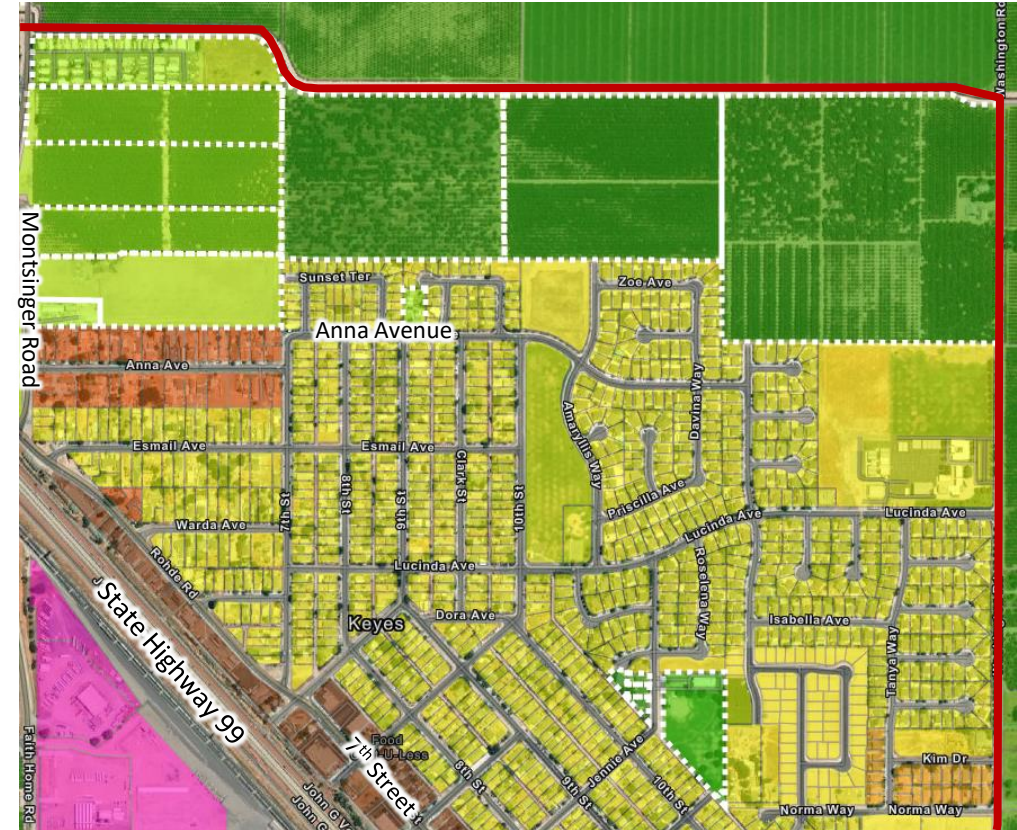 Washington Rd
Sunset Ter
Zoe Ave
Anna Avenue
Montsinger Road
Anna Ave
Davina Way
Amaryllis Way
Esmail Ave
Esmail Ave
Clark St
8th St
9th St
7th St
10th St
Priscilla Ave
Lucinda Ave
Lucinda Ave
Warda Ave
Rohde Rd
Lucinda Ave
Roselena Way
Dora Ave
Isabella Ave
Keyes
State Highway 99
Tanya Way
Faith Home Rd
7th Street
Food
-U-Less
Jennie Ave
8th St
9th St
10th St
Kim Dr
John G
John G
Norma Way
Norma Way